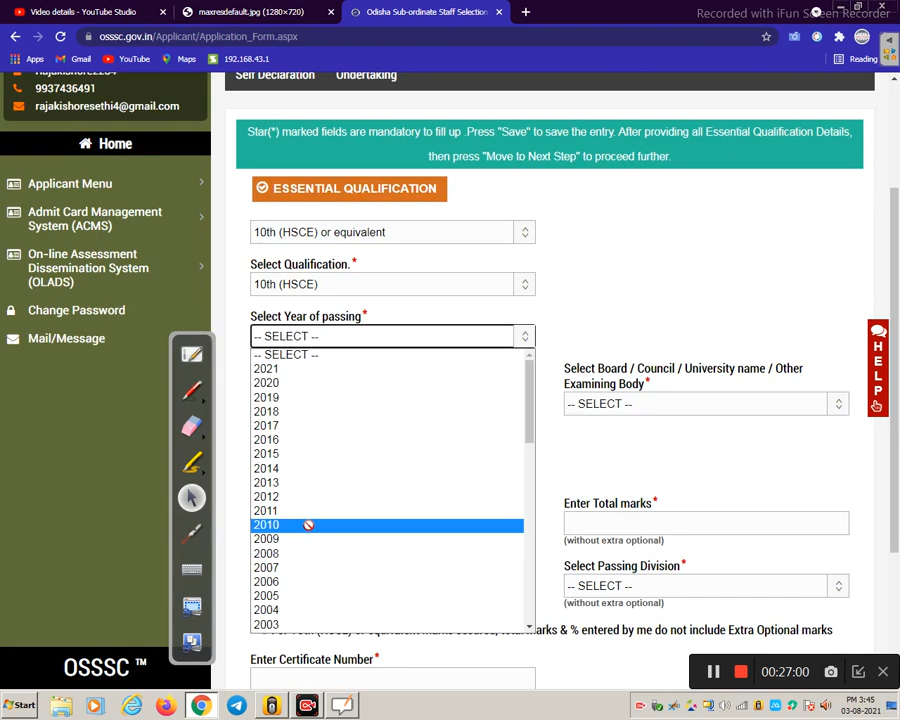 Video details - YouTube Studio
maxresdefault.jpg (1280×720)
Odisha Sub-ordinate Staff Selection
Recorded with iFun Screen Recorder
osssc.gov.in/Applicant/Application_Form.aspx
Apps
Gmail
YouTube
Maps
192.168.43.1
Reading
9937436491
rajakishoresethi4@gmail.com
Home
Applicant Menu
Admit Card Management
System (ACMS)
On-line Assessment
Dissemination System
(OLADS)
Change Password
Mail/Message
OSSSC ™
Self Declaration
Undertaking
Star(*) marked fields are mandatory to fill up .Press "Save" to save the entry. After providing all Essential Qualification Details,
then press "Move to Next Step" to proceed further.
ESSENTIAL QUALIFICATION
10th (HSCE) or equivalent
Select Qualification.*
10th (HSCE)
Select Year of passing*
-- SELECT --
-- SELECT --
2021
2020
2019
2018
2017
2016
2015
2014
2013
2012
2011
2010
2009
2008
2007
2006
2005
2004
2003
Select Board / Council / University name / Other
Examining Body*
-- SELECT --
Enter Total marks*
(without extra optional)
Select Passing Division*
-- SELECT --
(without extra optional)
marks & % entered by me do not include Extra Optional marks
Enter Certificate Number*
HELP
00:27:00
Start
PM 3:45
03-08-2021